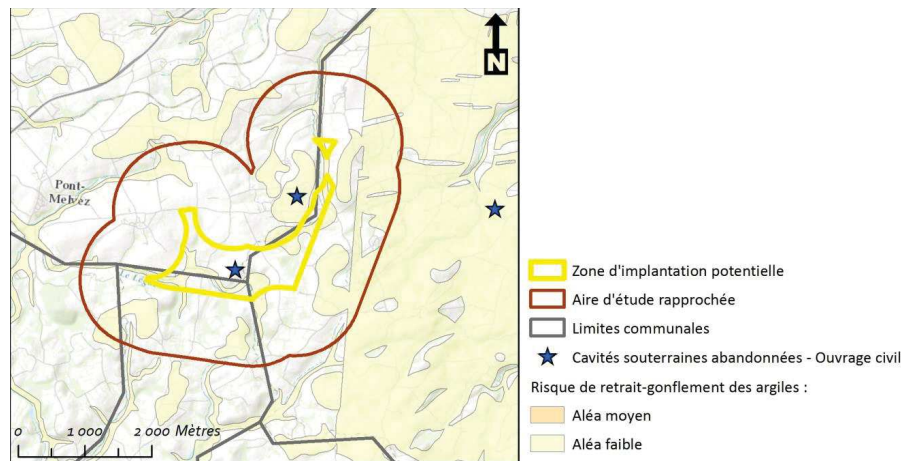 N
Pont-
Melvez
0 1 000 2 000 Mètres
Zone d'implantation potentielle
Aire d'étude rapprochée
Limites communales
Cavités souterraines abandonnées - Ouvrage civil
Risque de retrait-gonflement des argiles :
Aléa moyen
Aléa faible